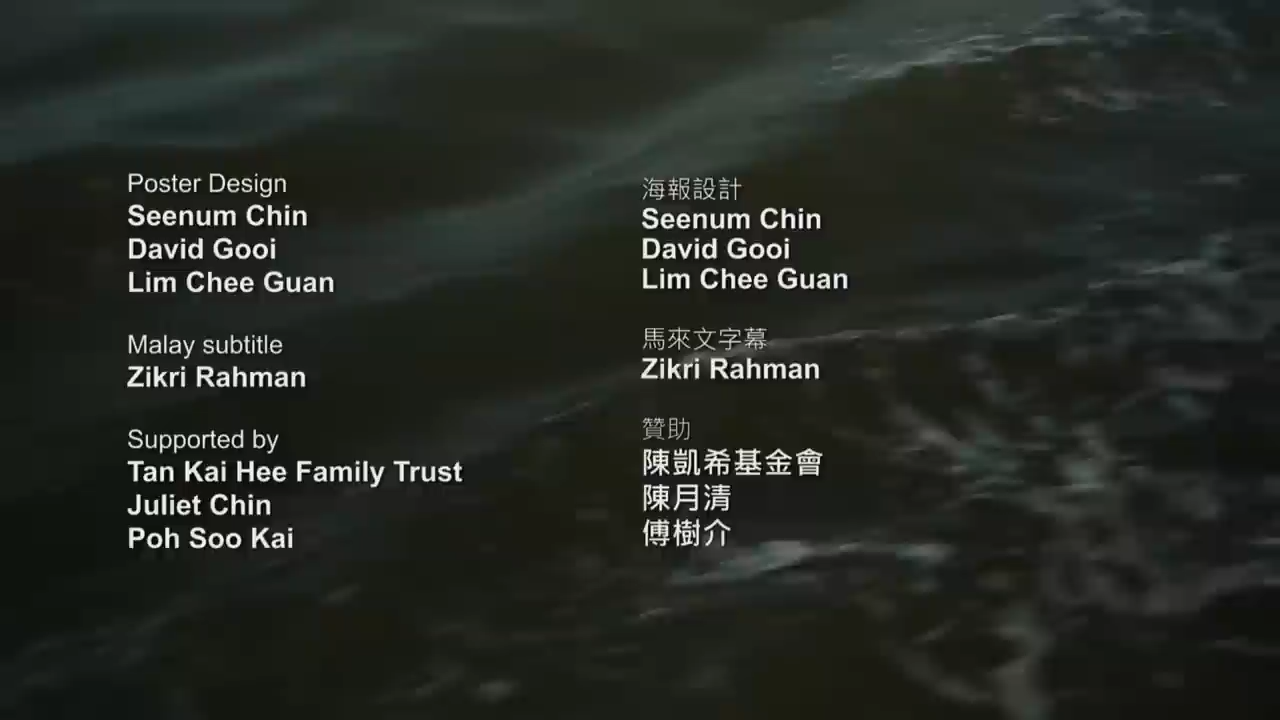 Poster Design
Seenum Chin
David Gooi
Lim Chee Guan
Malay subtitle
Zikri Rahman
Supported by
Tan Kai Hee Family Trust
Juliet Chin
Poh Soo Kai
海報設計
Seenum Chin
David Gooi
Lim Chee Guan
馬來文字幕
Zikri Rahman
贊助
陳凱希基金會
陳月清
傅樹介